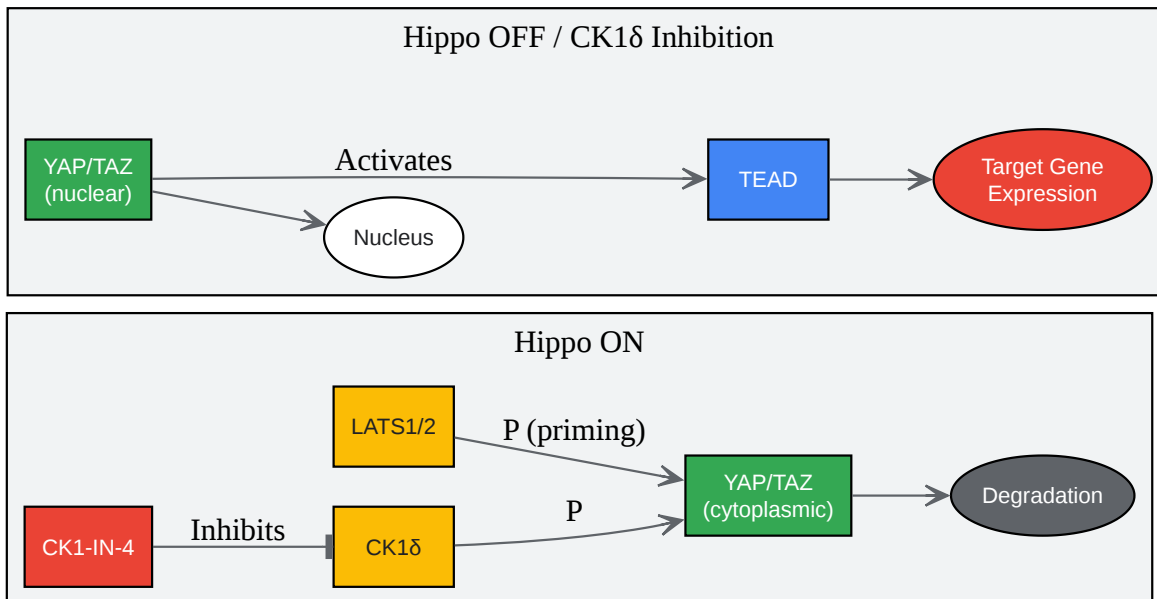 Hippo OFF / CK1δ Inhibition
YAP/TAZ
(nuclear)
Activates
TEAD
Target Gene
Expression
Nucleus
Hippo ON
LATS1/2
P (priming)
YAP/TAZ
(cytoplasmic)
Degradation
CK1-IN-4
Inhibits
CK1δ
P